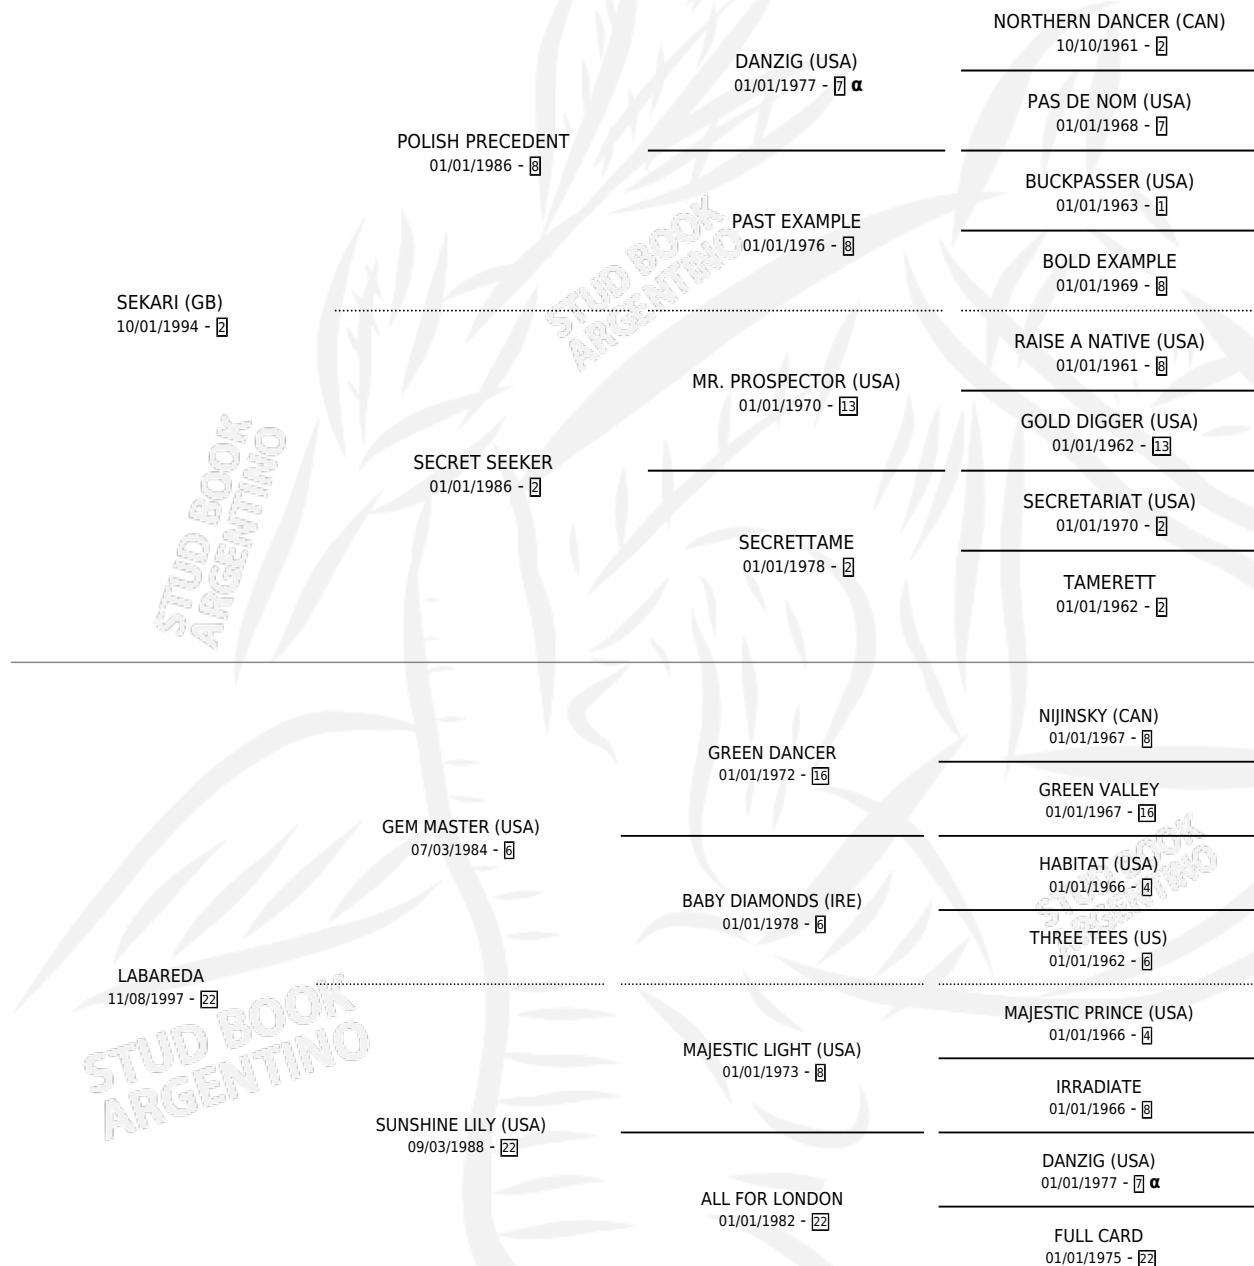 NORTHERN DANCER (CAN)
10/10/1961 - 2
DANZIG (USA)
01/01/1977 - 7 α
PAS DE NOM (USA)
01/01/1968 - 7
POLISH PRECEDENT
01/01/1986 - 8
BUCKPASSER (USA)
01/01/1963 - 1
PAST EXAMPLE
01/01/1976 - 8
BOLD EXAMPLE
01/01/1969 - 8
SEKARI (GB)
10/01/1994 - 2
RAISE A NATIVE (USA)
01/01/1961 - 8
MR. PROSPECTOR (USA)
01/01/1970 - 13
GOLD DIGGER (USA)
01/01/1962 - 13
SECRET SEEKER
01/01/1986 - 2
SECRETARIAT (USA)
01/01/1970 - 2
SECRETTAME
01/01/1978 - 2
TAMERETT
01/01/1962 - 2
STUD BOOK
ARGENTINO
STUD BOOK
ARGENTINO
NIJINSKY (CAN)
01/01/1967 - 8
GREEN DANCER
01/01/1972 - 16
GREEN VALLEY
01/01/1967 - 16
GEM MASTER (USA)
07/03/1984 - 6
HABITAT (USA)
01/01/1966 - 4
BABY DIAMONDS (IRE)
01/01/1978 - 6
THREE TEES (US)
01/01/1962 - 6
LABAREDA
11/08/1997 - 22
MAJESTIC PRINCE (USA)
01/01/1966 - 4
MAJESTIC LIGHT (USA)
01/01/1973 - 8
IRRADIATE
01/01/1966 - 8
SUNSHINE LILY (USA)
09/03/1988 - 22
DANZIG (USA)
01/01/1977 - 7 α
ALL FOR LONDON
01/01/1982 - 22
FULL CARD
01/01/1975 - 22
STUD BOOK
ARGENTINO
STUD BOOK
ARGENTINO